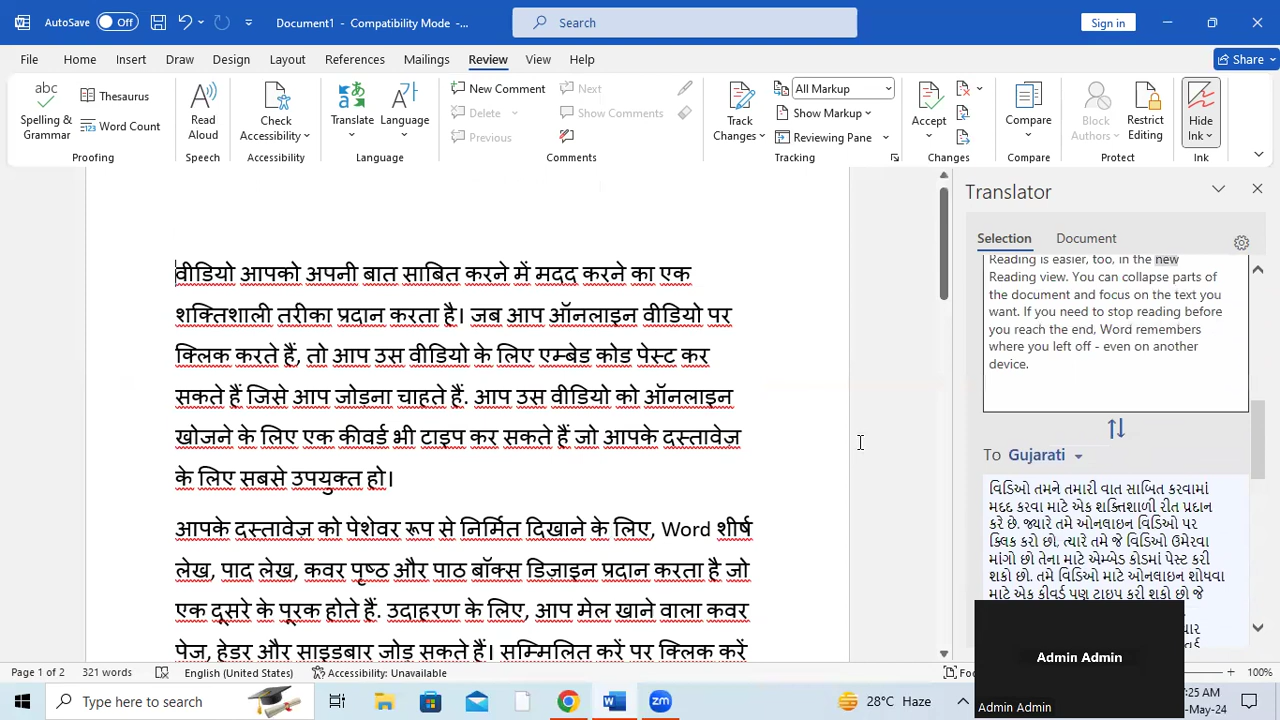 AutoSave Off Document1 - Compatibility Mode -... Search Sign in
File Home Insert Draw Design Layout References Mailings Review View Help Share
abc Spelling & Grammar
Thesaurus
Word Count
Proofing
Read Aloud
Speech
Check Accessibility
Accessibility
Translate
Language
Language
New Comment
Delete
Previous
Next
Show Comments
Comments
Track Changes
All Markup
Show Markup
Reviewing Pane
Tracking
Accept
Changes
Compare
Compare
Block Authors
Restrict Editing
Protect
Hide Ink
Ink
वीडियो आपको अपनी बात साबित करने में मदद करने का एक
शक्तिशाली तरीका प्रदान करता है। जब आप ऑनलाइन वीडियो पर
क्लिक करते हैं, तो आप उस वीडियो के लिए एम्बेड कोड पेस्ट कर
सकते हैं जिसे आप जोड़ना चाहते हैं. आप उस वीडियो को ऑनलाइन
खोजने के लिए एक कीवर्ड भी टाइप कर सकते हैं जो आपके दस्तावेज़
के लिए सबसे उपयुक्त हो।
आपके दस्तावेज़ को पेशेवर रूप से निर्मित दिखाने के लिए, Word शीर्ष
लेख, पाद लेख, कवर पृष्ठ और पाठ बॉक्स डिज़ाइन प्रदान करता है जो
एक दूसरे के पूरक होते हैं. उदाहरण के लिए, आप मेल खाने वाला कवर
पेज, हेडर और साइडबार जोड़ सकते हैं। सम्मिलित करें पर क्लिक करें
Translator
Selection Document
Reading is easier, too, in the new
Reading view. You can collapse parts of
the document and focus on the text you
want. If you need to stop reading before
you reach the end, Word remembers
where you left off - even on another
device.
To Gujarati
વિડિઓ તમને તમારી વાત સાબિત કરવામાં
મદદ કરવા માટે એક શક્તિશાળી રીત પ્રદાન
કરે છે. જ્યારે તમે ઓનલાઇન વિડિઓ પર
ક્લિક કરો છો, ત્યારે તમે જે વિડિઓ ઉમેરવા
માંગો છો તેના માટે એમ્બેડ કોડમાં પેસ્ટ કરી
શકો છો. તમે વિડિઓ માટે ઓનલાઇન શોધવા
માટે એક કીવર્ડ પણ ટાઇપ કરી શકો છો જે
Admin Admin
Admin Admin
Page 1 of 2 321 words English (United States) Accessibility: Unavailable 100%
Type here to search zm 28°C Haze
:25 AM
-May-24